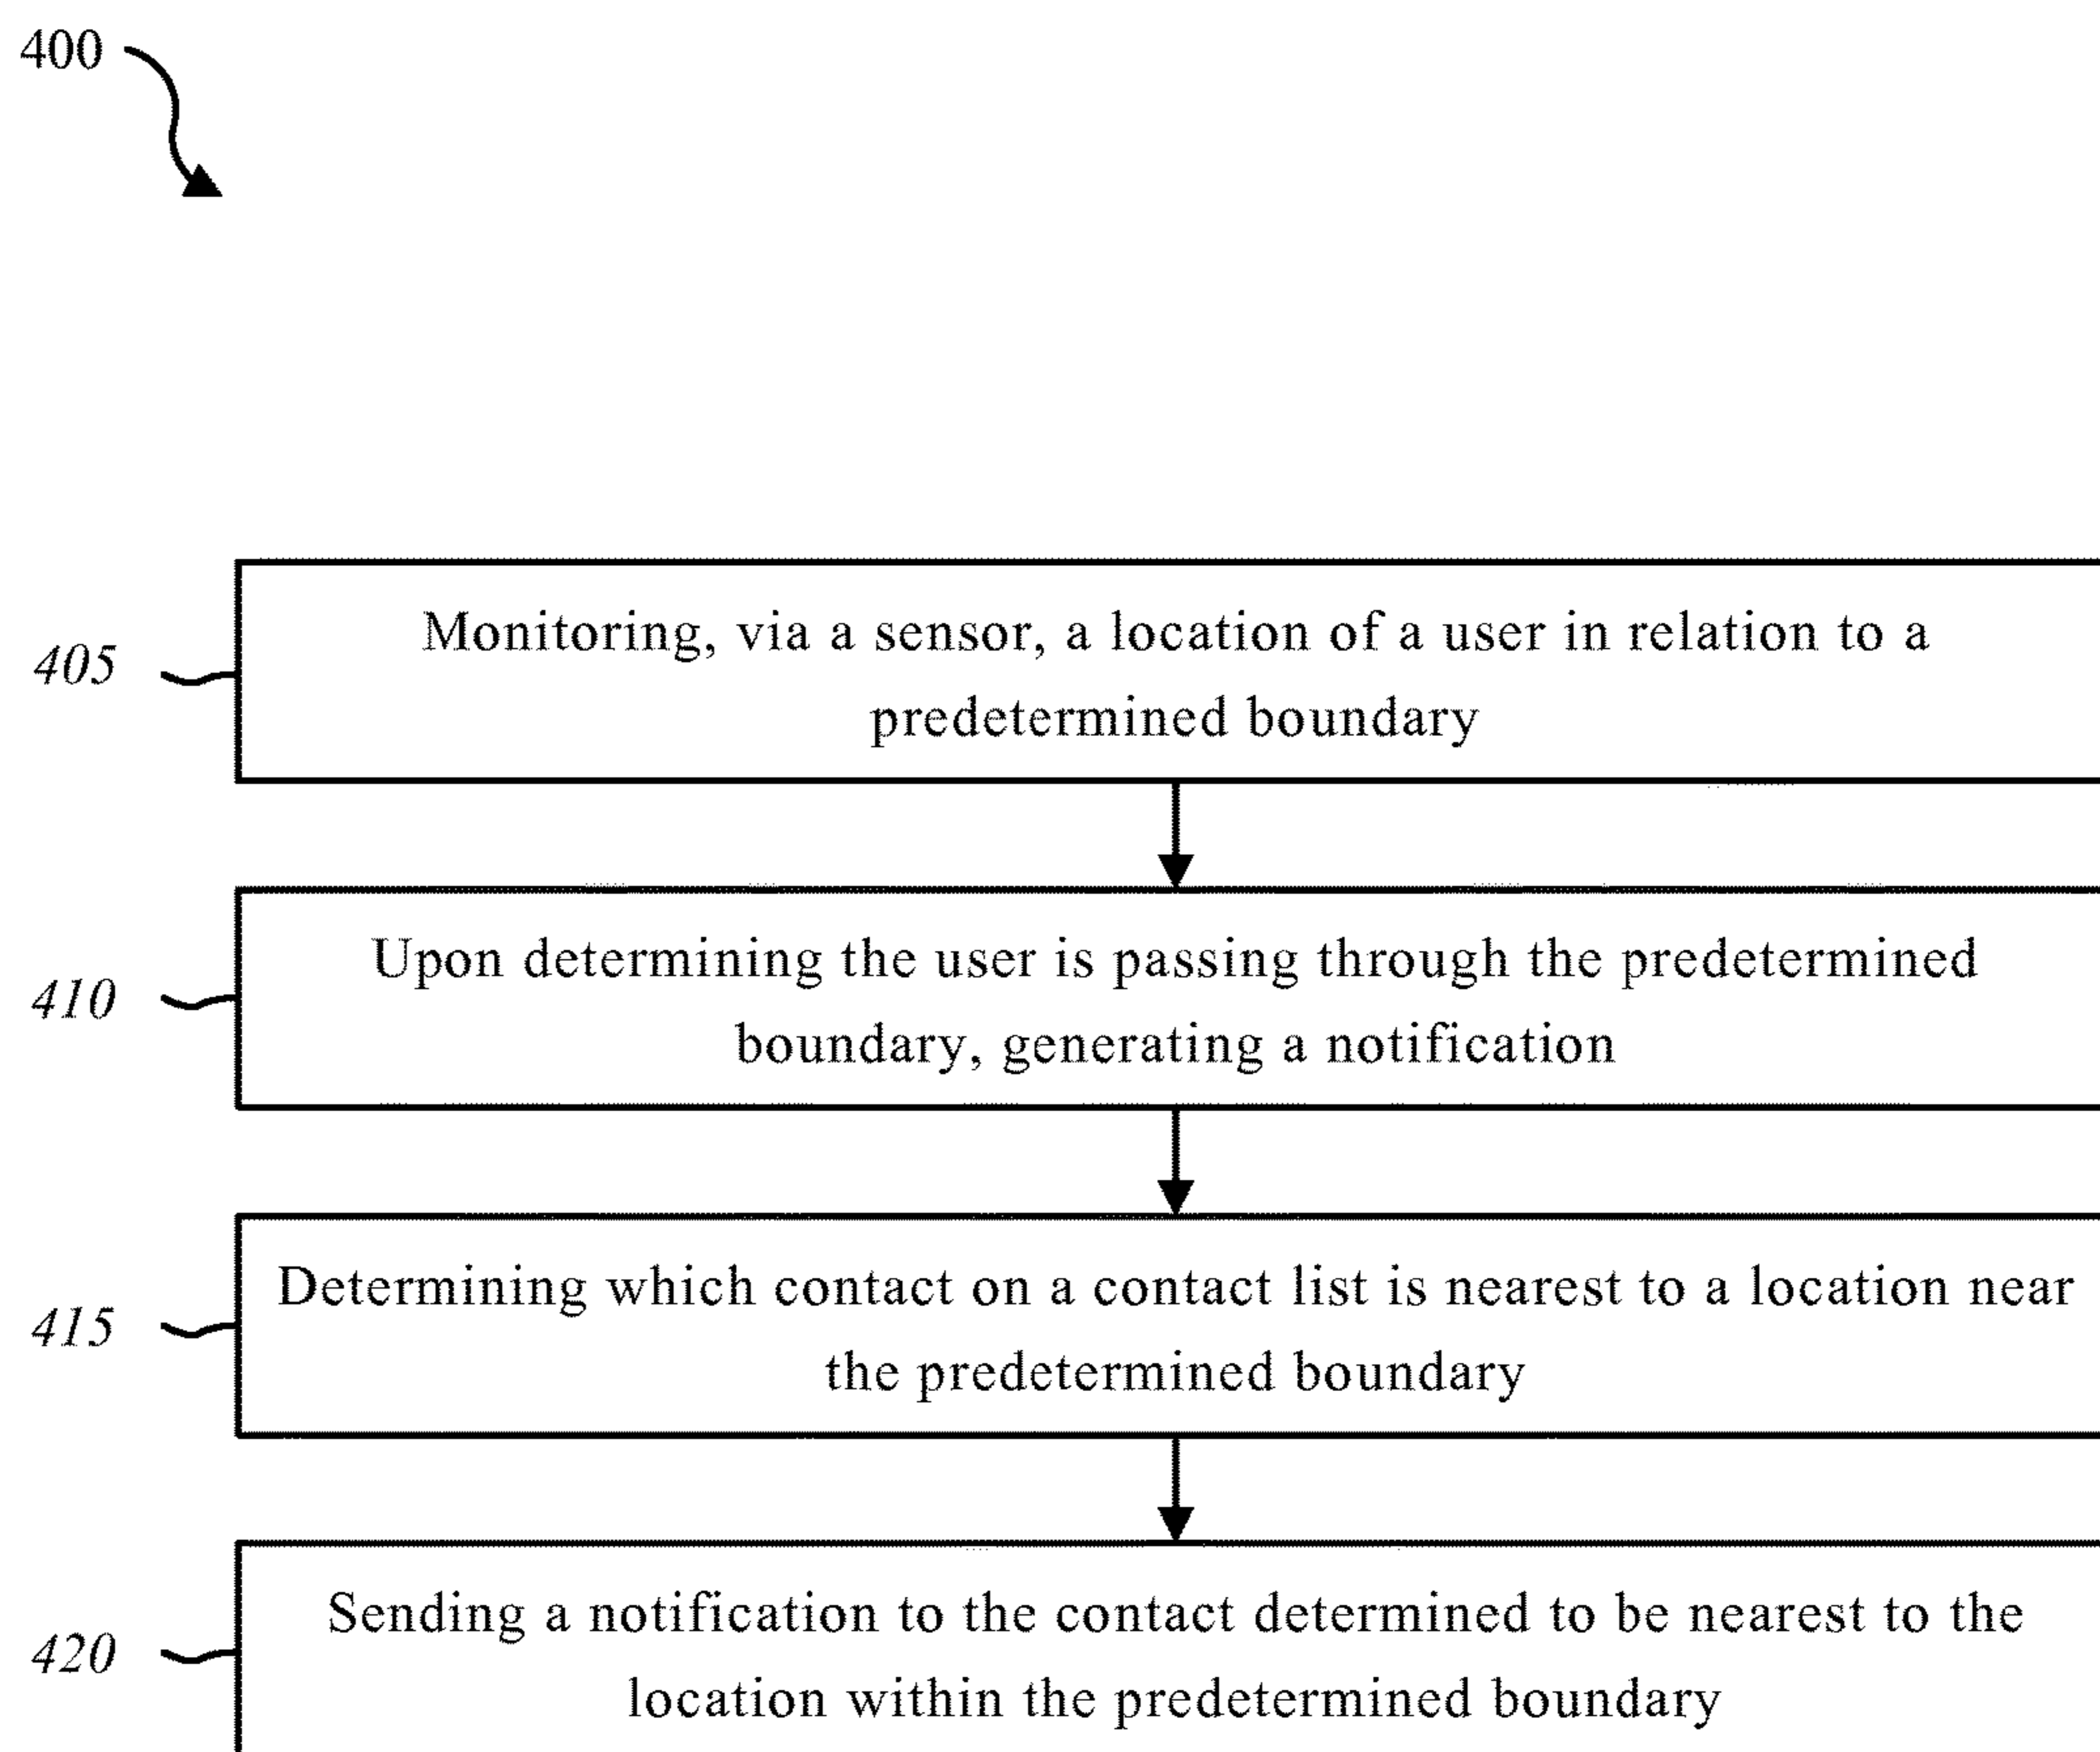 400
405
Monitoring, via a sensor, a location of a user in relation to a
predetermined boundary
410
Upon determining the user is passing through the predetermined
boundary, generating a notification
415
Determining which contact on a contact list is nearest to a location near
the predetermined boundary
420
Sending a notification to the contact determined to be nearest to the
location within the predetermined boundary